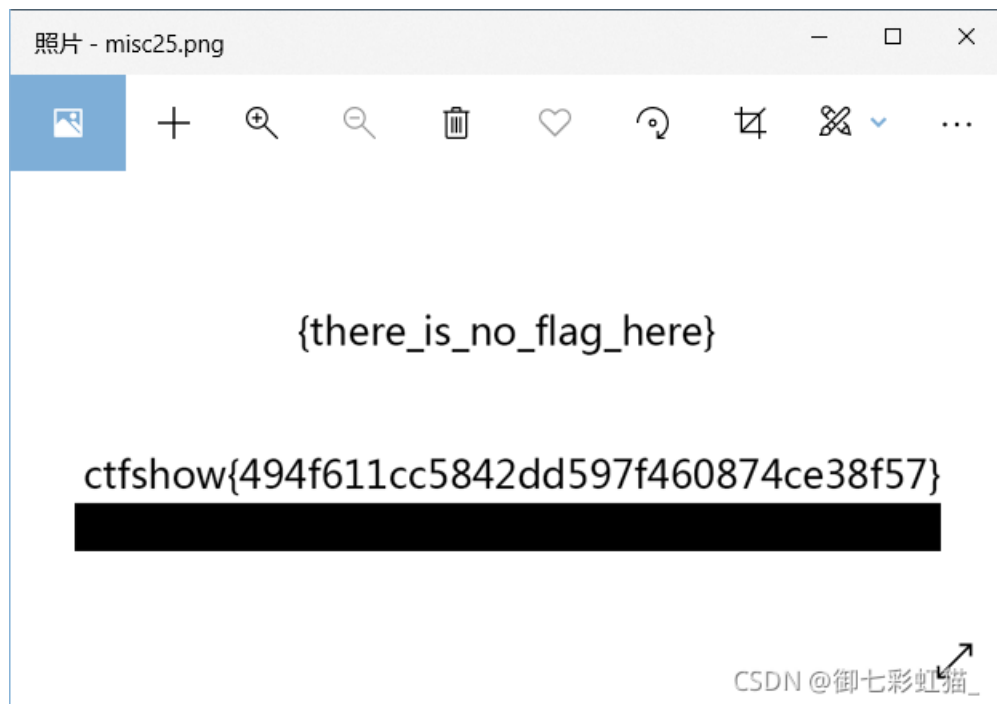 照片 - misc25.png
{there_is_no_flag_here}
ctfshow{494f611cc5842dd597f460874ce38f57}
CSDN @御七彩虹猫_